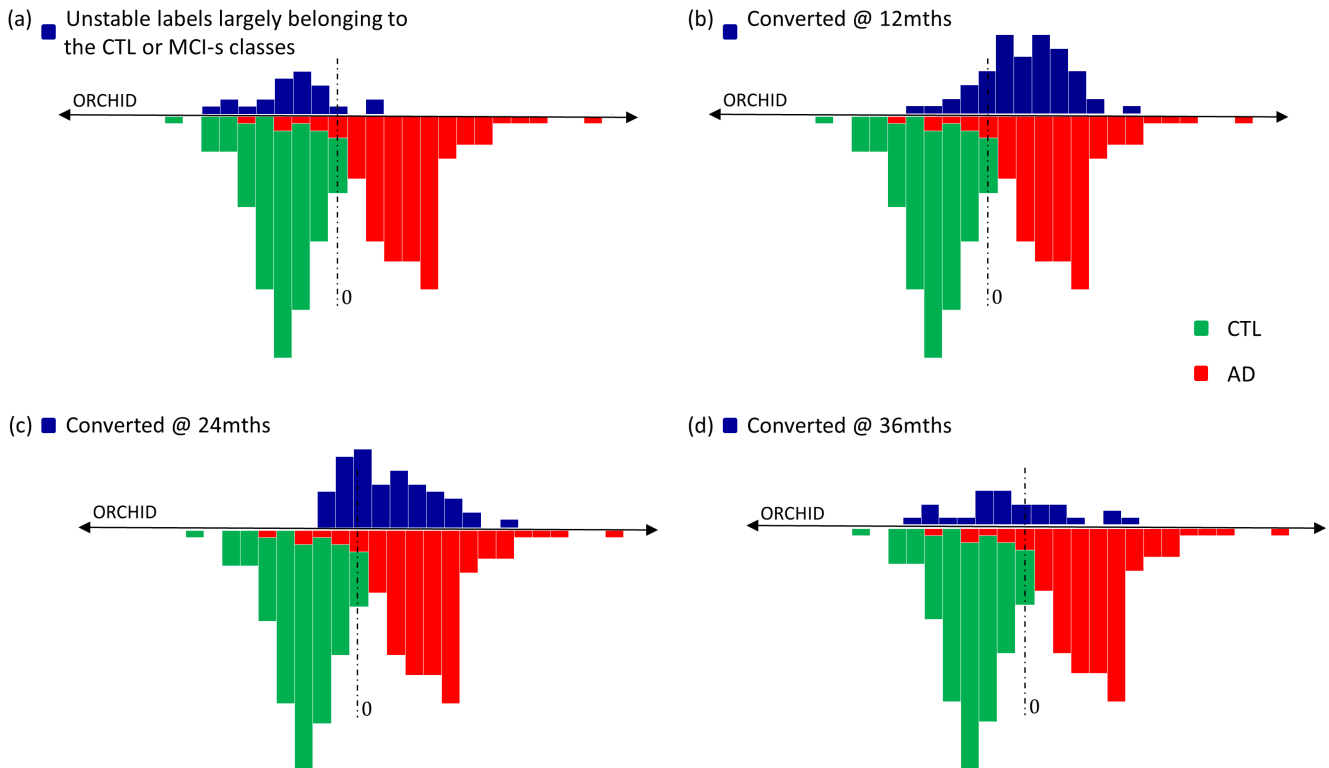 (a) Unstable labels largely belonging to
the CTL or MCI-s classes
ORCHID
0
(b) Converted @ 12mths
ORCHID
0
CTL
AD
(c) Converted @ 24mths
ORCHID
0
(d) Converted @ 36mths
ORCHID
0